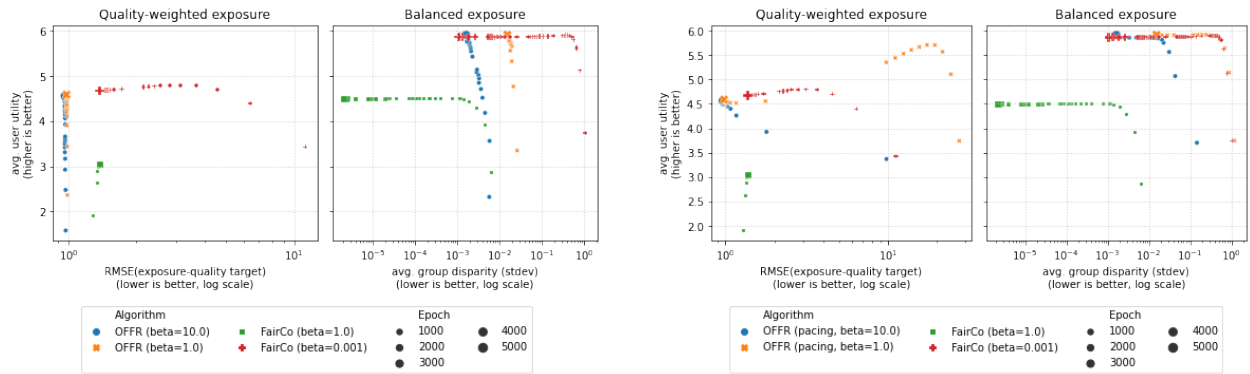 Quality-weighted exposure
Balanced exposure
6
5
4
3
2
avg. user utility
(higher is better)
10⁰
10¹
RMSE(exposure-quality target)
(lower is better, log scale)
10⁻⁵
10⁻⁴
10⁻³
10⁻²
10⁻¹
10⁰
avg. group disparity (stdev)
(lower is better, log scale)
Algorithm
OFFR (beta=10.0)
OFFR (beta=1.0)
FairCo (beta=1.0)
FairCo (beta=0.001)
Epoch
1000
2000
3000
4000
5000
Quality-weighted exposure
Balanced exposure
6.0
5.5
5.0
4.5
4.0
3.5
3.0
2.5
2.0
avg. user utility
(higher is better)
10⁰
10¹
RMSE(exposure-quality target)
(lower is better, log scale)
10⁻⁵
10⁻⁴
10⁻³
10⁻²
10⁻¹
10⁰
avg. group disparity (stdev)
(lower is better, log scale)
Algorithm
OFFR (pacing, beta=10.0)
OFFR (pacing, beta=1.0)
FairCo (beta=1.0)
FairCo (beta=0.001)
Epoch
1000
2000
3000
4000
5000